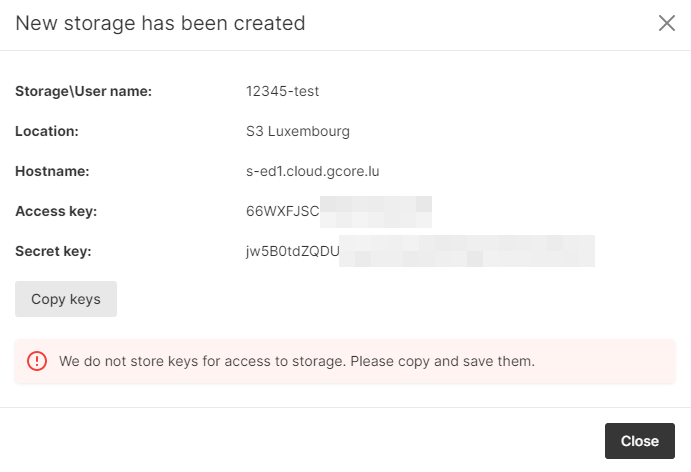 New storage has been created
Storage\User name: 12345-test
Location: S3 Luxembourg
Hostname: s-ed1.cloud.gcore.lu
Access key: 66WXFJSC
Secret key: jw5B0tdZQDU
Copy keys
We do not store keys for access to storage. Please copy and save them.
Close